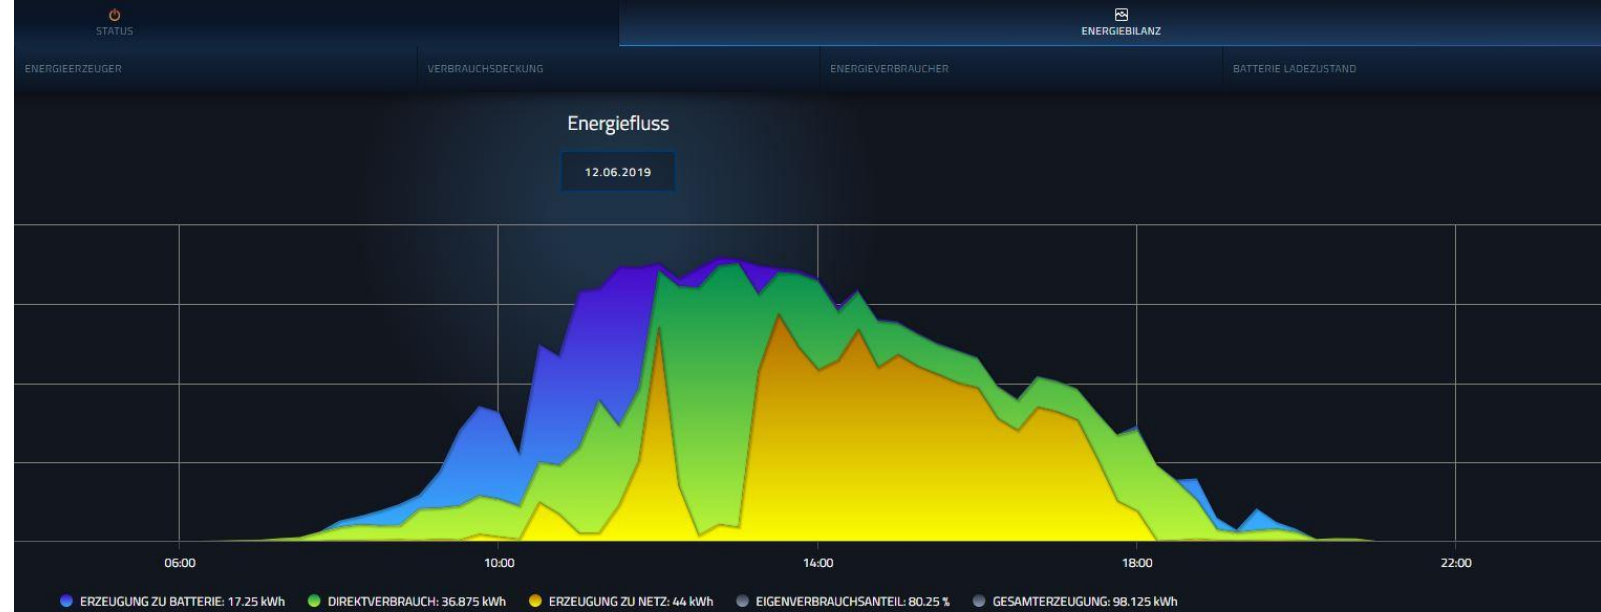 STATUS
ENERGIEBILANZ
ENERGIEERZEUGER
VERBRAUCHSDECKUNG
ENERGIEVERBRAUCHER
BATTERIE LADEZUSTAND
Energiefluss
12.06.2019
06:00
10:00
14:00
18:00
22:00
ERZEUGUNG ZU BATTERIE: 17.25 kWh
DIREKTVERBRAUCH: 36.875 kWh
ERZEUGUNG ZU NETZ: 44 kWh
EIGENVERBRAUCHSANTEIL: 80.25 %
GESAMTERZEUGUNG: 98.125 kWh